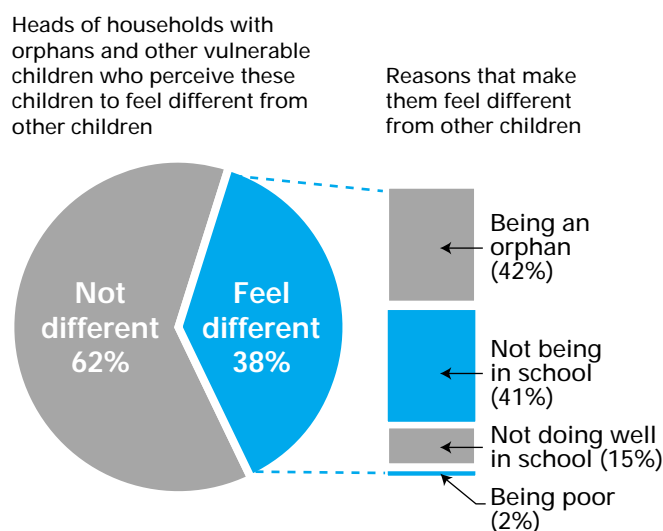 Heads of households with
orphans and other vulnerable
children who perceive these
children to feel different from
other children
Reasons that make
them feel different
from other children
Not
different
62%
Feel
different
38%
Being an
orphan
(42%)
Not being
in school
(41%)
Not doing well
in school (15%)
Being poor
(2%)